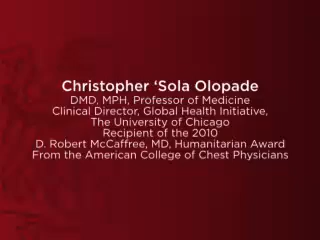 Christopher ‘Sola Olopade
DMD, MPH, Professor of Medicine
Clinical Director, Global Health Initiative,
The University of Chicago
Recipient of the 2010
D. Robert McCaffree, MD, Humanitarian Award
From the American College of Chest Physicians